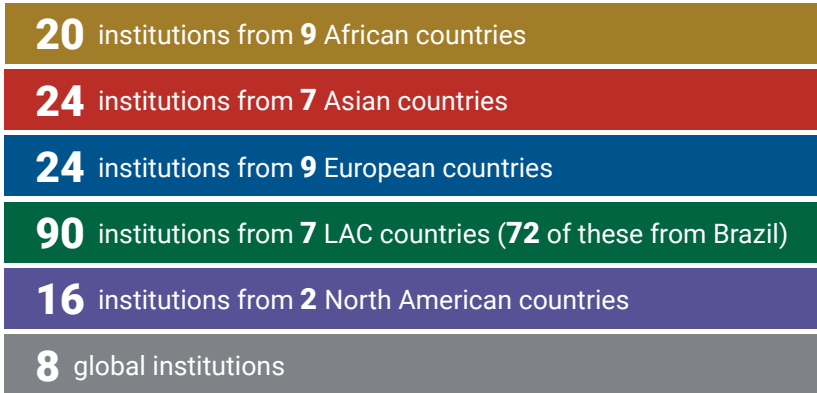 20 institutions from 9 African countries
24 institutions from 7 Asian countries
24 institutions from 9 European countries
90 institutions from 7 LAC countries (72 of these from Brazil)
16 institutions from 2 North American countries
8 global institutions